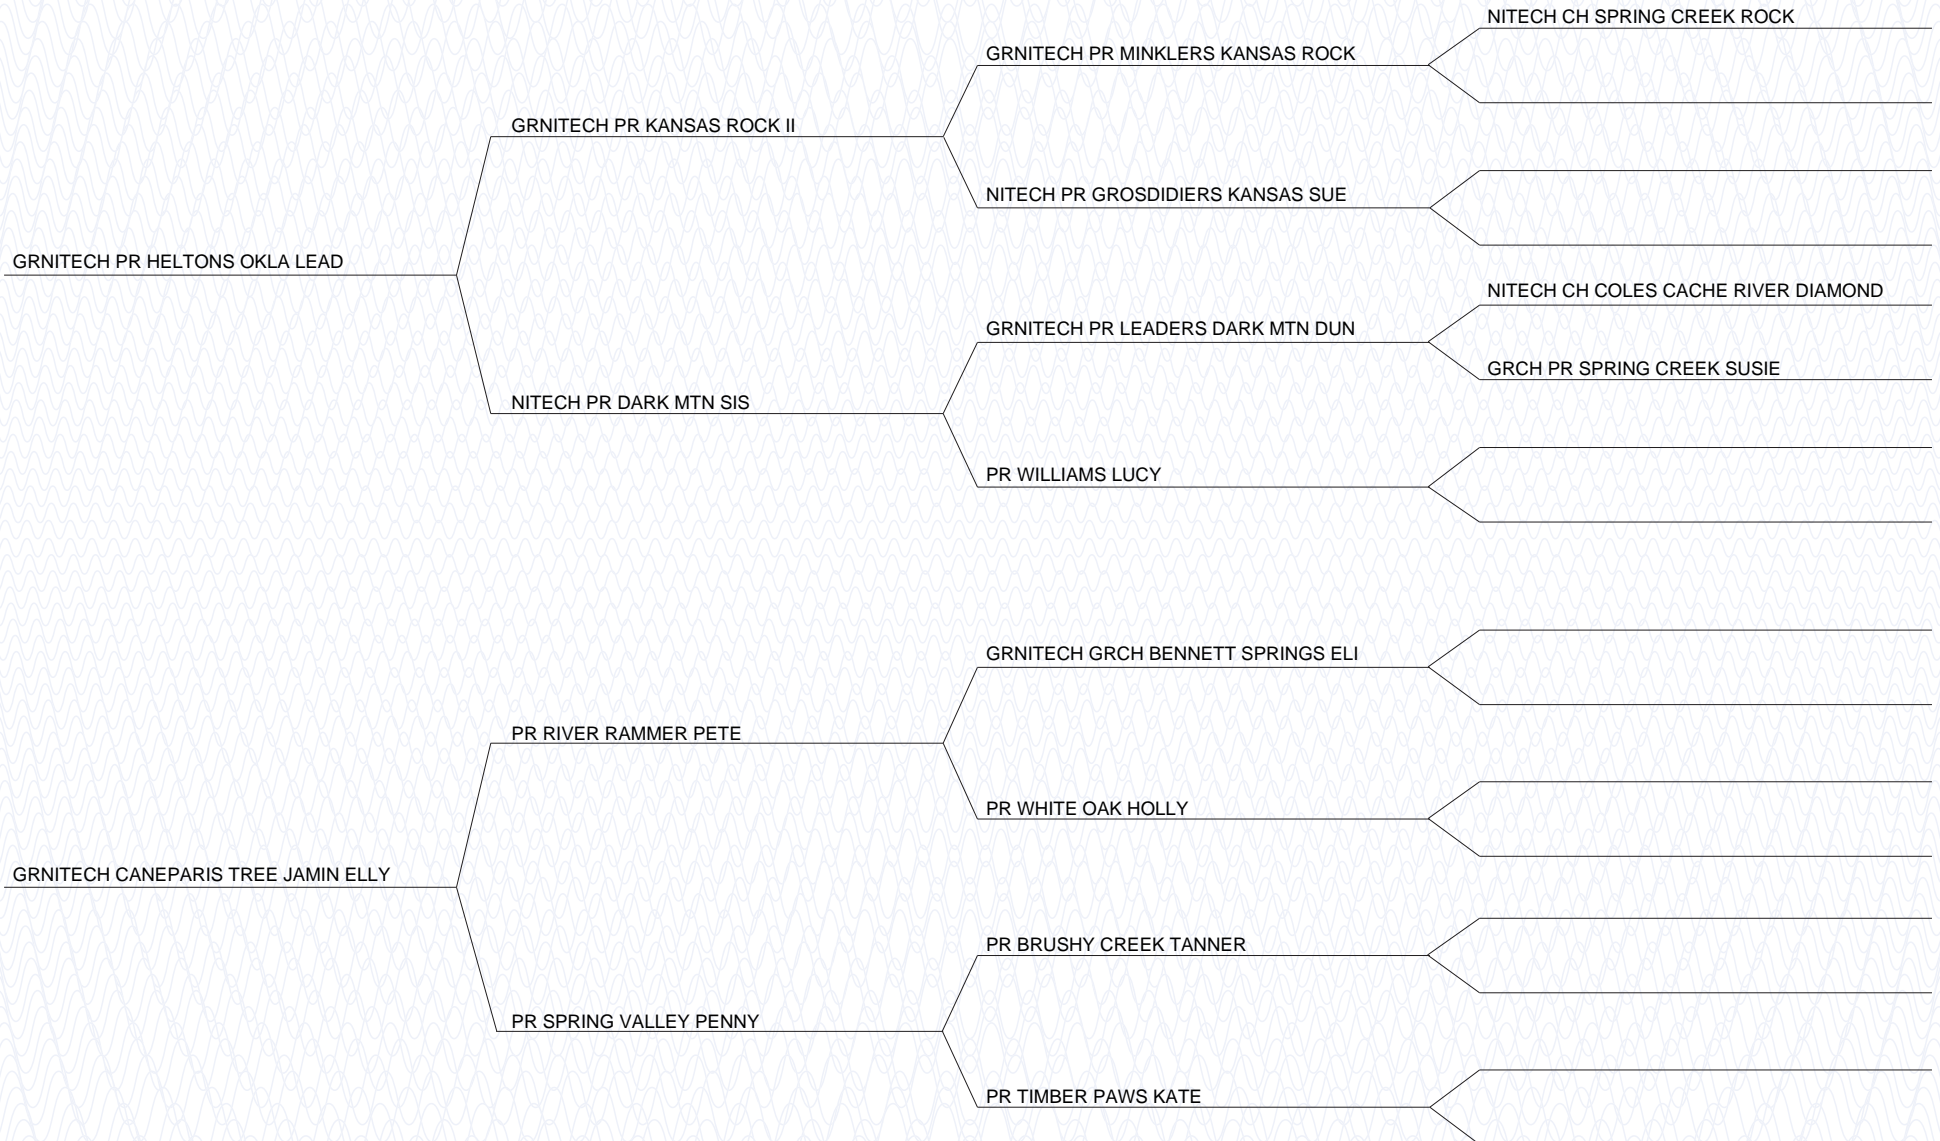 NITECH CH SPRING CREEK ROCK
GRNITECH PR MINKLERS KANSAS ROCK
GRNITECH PR KANSAS ROCK II
NITECH PR GROSDIDIERS KANSAS SUE
GRNITECH PR HELTONS OKLA LEAD
NITECH CH COLES CACHE RIVER DIAMOND
GRNITECH PR LEADERS DARK MTN DUN
GRCH PR SPRING CREEK SUSIE
NITECH PR DARK MTN SIS
PR WILLIAMS LUCY
GRNITECH GRCH BENNETT SPRINGS ELI
PR RIVER RAMMER PETE
PR WHITE OAK HOLLY
GRNITECH CANEPARIS TREE JAMIN ELLY
PR BRUSHY CREEK TANNER
PR SPRING VALLEY PENNY
PR TIMBER PAWS KATE